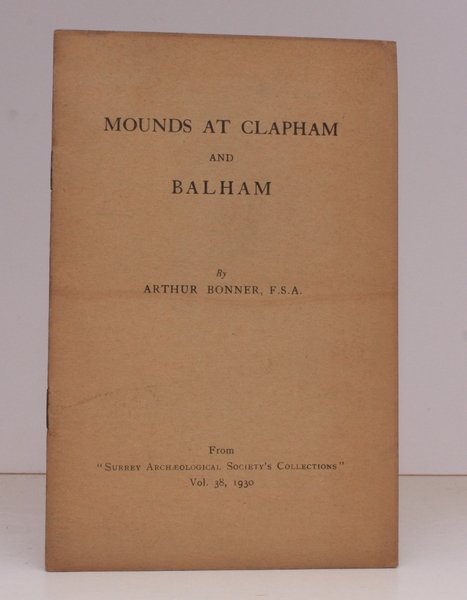 MOUNDS AT CLAPHAM
AND
BALHAM
By
ARTHUR BONNER, F.S.A.
From
"SURREY ARCHÆOLOGICAL SOCIETY'S COLLECTIONS"
Vol. 38, 1930